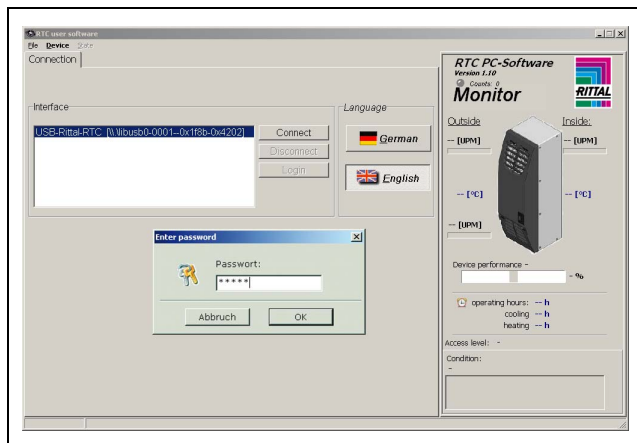 RTC user software
File Device State
Connection
Interface
USB-Rittal-RTC [\\.\libusb0-0001--0x1f8b-0x4202]
Connect
Disconnect
Login
Language
German
English
Enter password
Passwort:
*****
Abbruch OK
RTC PC-Software
Version 1.10
Counts: 0
Monitor
RITTAL
Outside Inside:
-- [UPM] -- [UPM]
-- [°C] -- [°C]
-- [UPM]
Device performance -
- %
operating hours: -- h
cooling -- h
heating -- h
Access level: -
Condition:
-